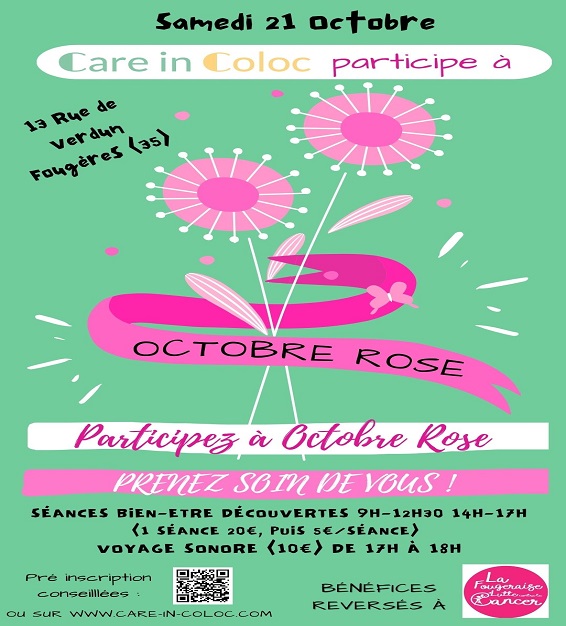 Samedi 21 Octobre
Care in Coloc participe à
13 Rue de
Verdun
Fougères (35)
OCTOBRE ROSE
Participez à Octobre Rose
PRENEZ SOIN DE VOUS !
SÉANCES BIEN-ETRE DÉCOUVERTES 9H-12H30 14H-17H
(1 SÉANCE 20€, PUIS 5€/SÉANCE)
VOYAGE SONORE (10€) DE 17H À 18H
Pré inscription
conseilllées :
ou sur www.care-in-coloc.com
BÉNÉFICES
REVERSÉS À
La
Fougeraise
Lutte
Cancer